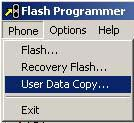 Flash Programmer
Phone Options Help
Flash...
Recovery Flash...
User Data Copy...
Exit